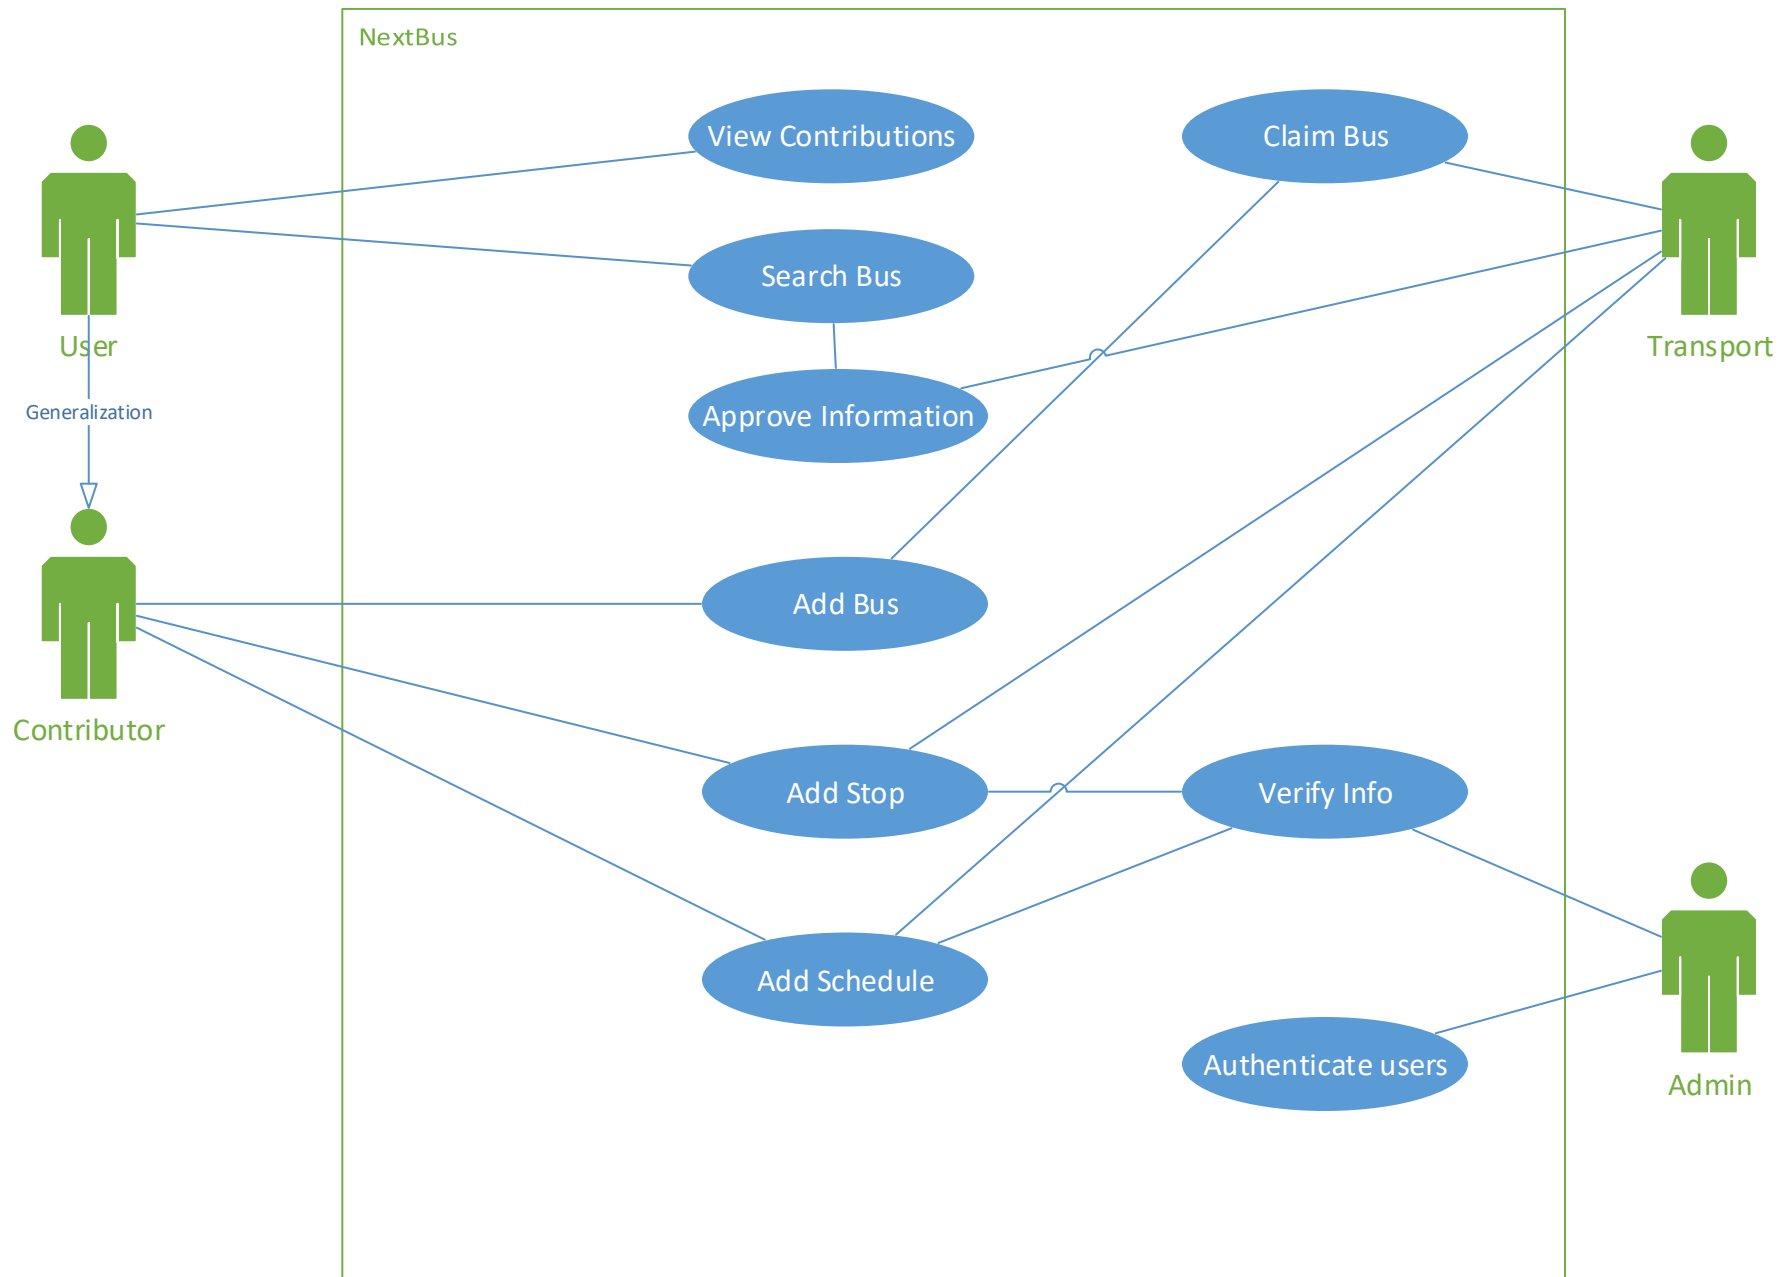 NextBus
View Contributions
Claim Bus
Search Bus
User
Transport
Generalization
Approve Information
Add Bus
Contributor
Add Stop
Verify Info
Add Schedule
Authenticate users
Admin